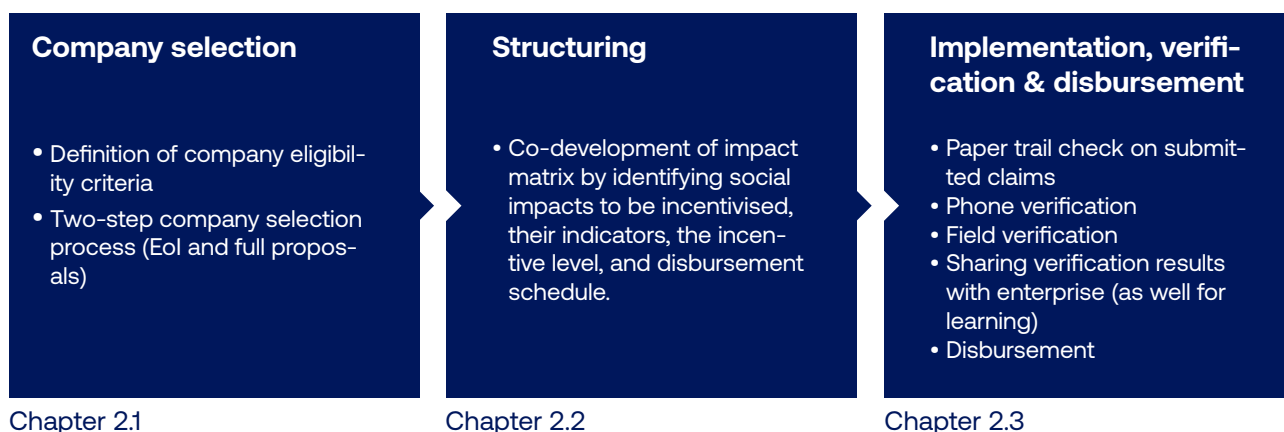 Company selection
• Definition of company eligibil-
ity criteria
• Two-step company selection
process (EoI and full propos-
als)
Chapter 2.1
Structuring
• Co-development of impact
matrix by identifying social
impacts to be incentivised,
their indicators, the incen-
tive level, and disbursement
schedule.
Chapter 2.2
Implementation, verifi-
cation & disbursement
• Paper trail check on submit-
ted claims
• Phone verification
• Field verification
• Sharing verification results
with enterprise (as well for
learning)
• Disbursement
Chapter 2.3